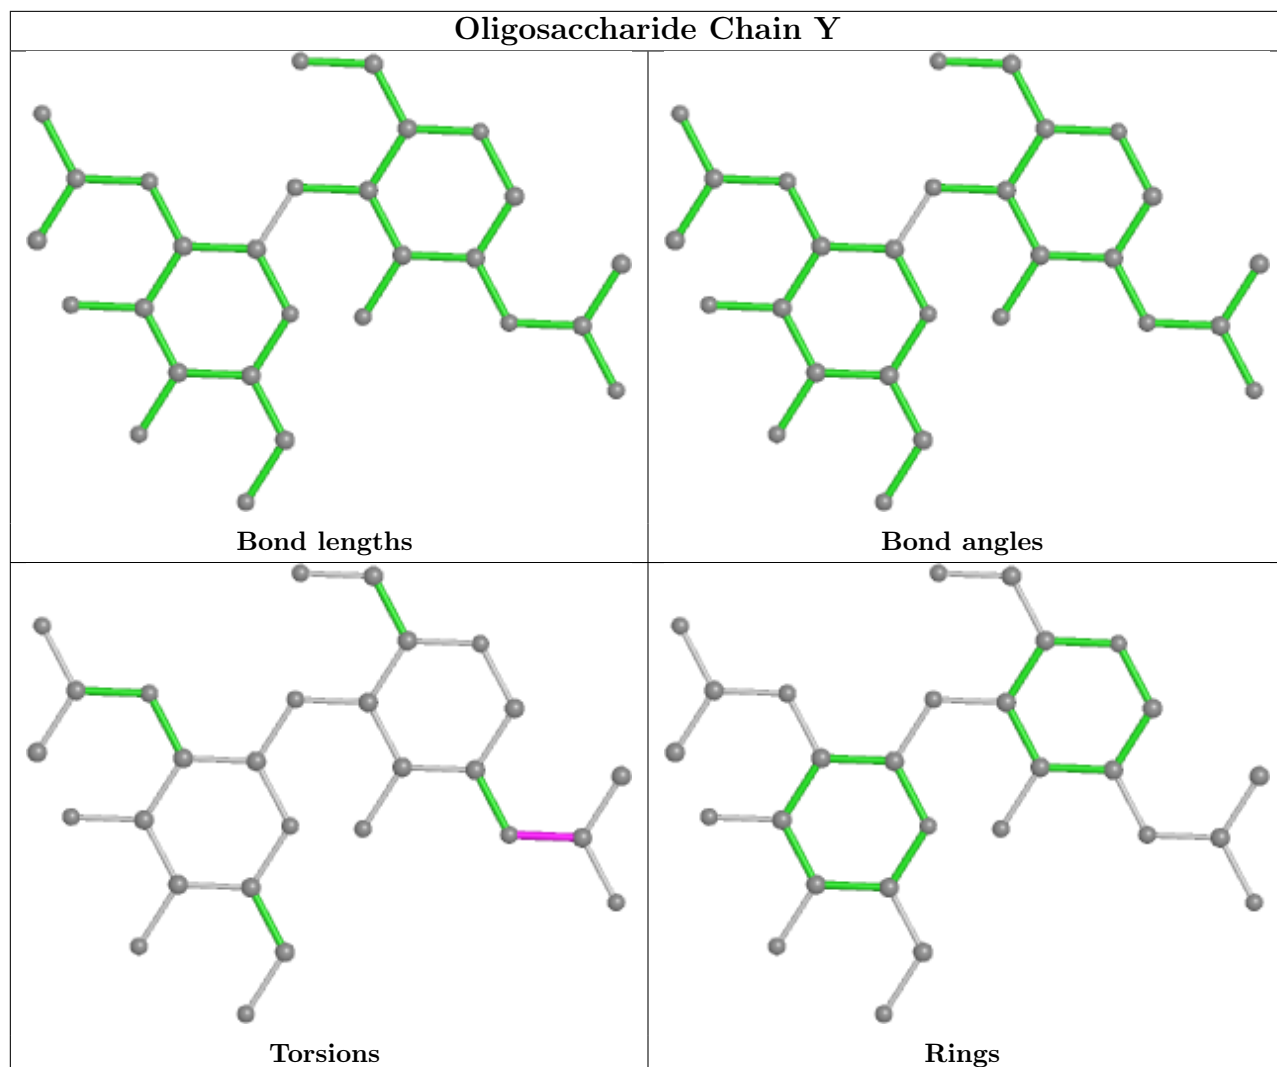 Oligosaccharide Chain Y
Bond lengths
Bond angles
Torsions
Rings